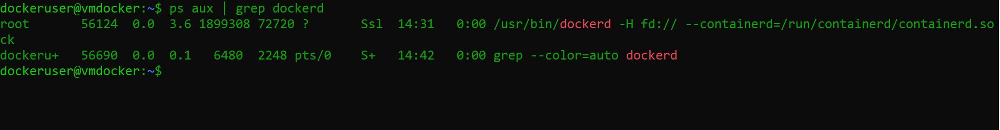 dockeruser@vmdocker:~$ ps aux | grep dockerd
root       56124  0.0  3.6 1899308 72720 ?       Ssl  14:31   0:00 /usr/bin/dockerd -H fd:// --containerd=/run/containerd/containerd.so
ck
dockeru+   56690  0.0  0.1   6480  2248 pts/0    S+   14:42   0:00 grep --color=auto dockerd
dockeruser@vmdocker:~$